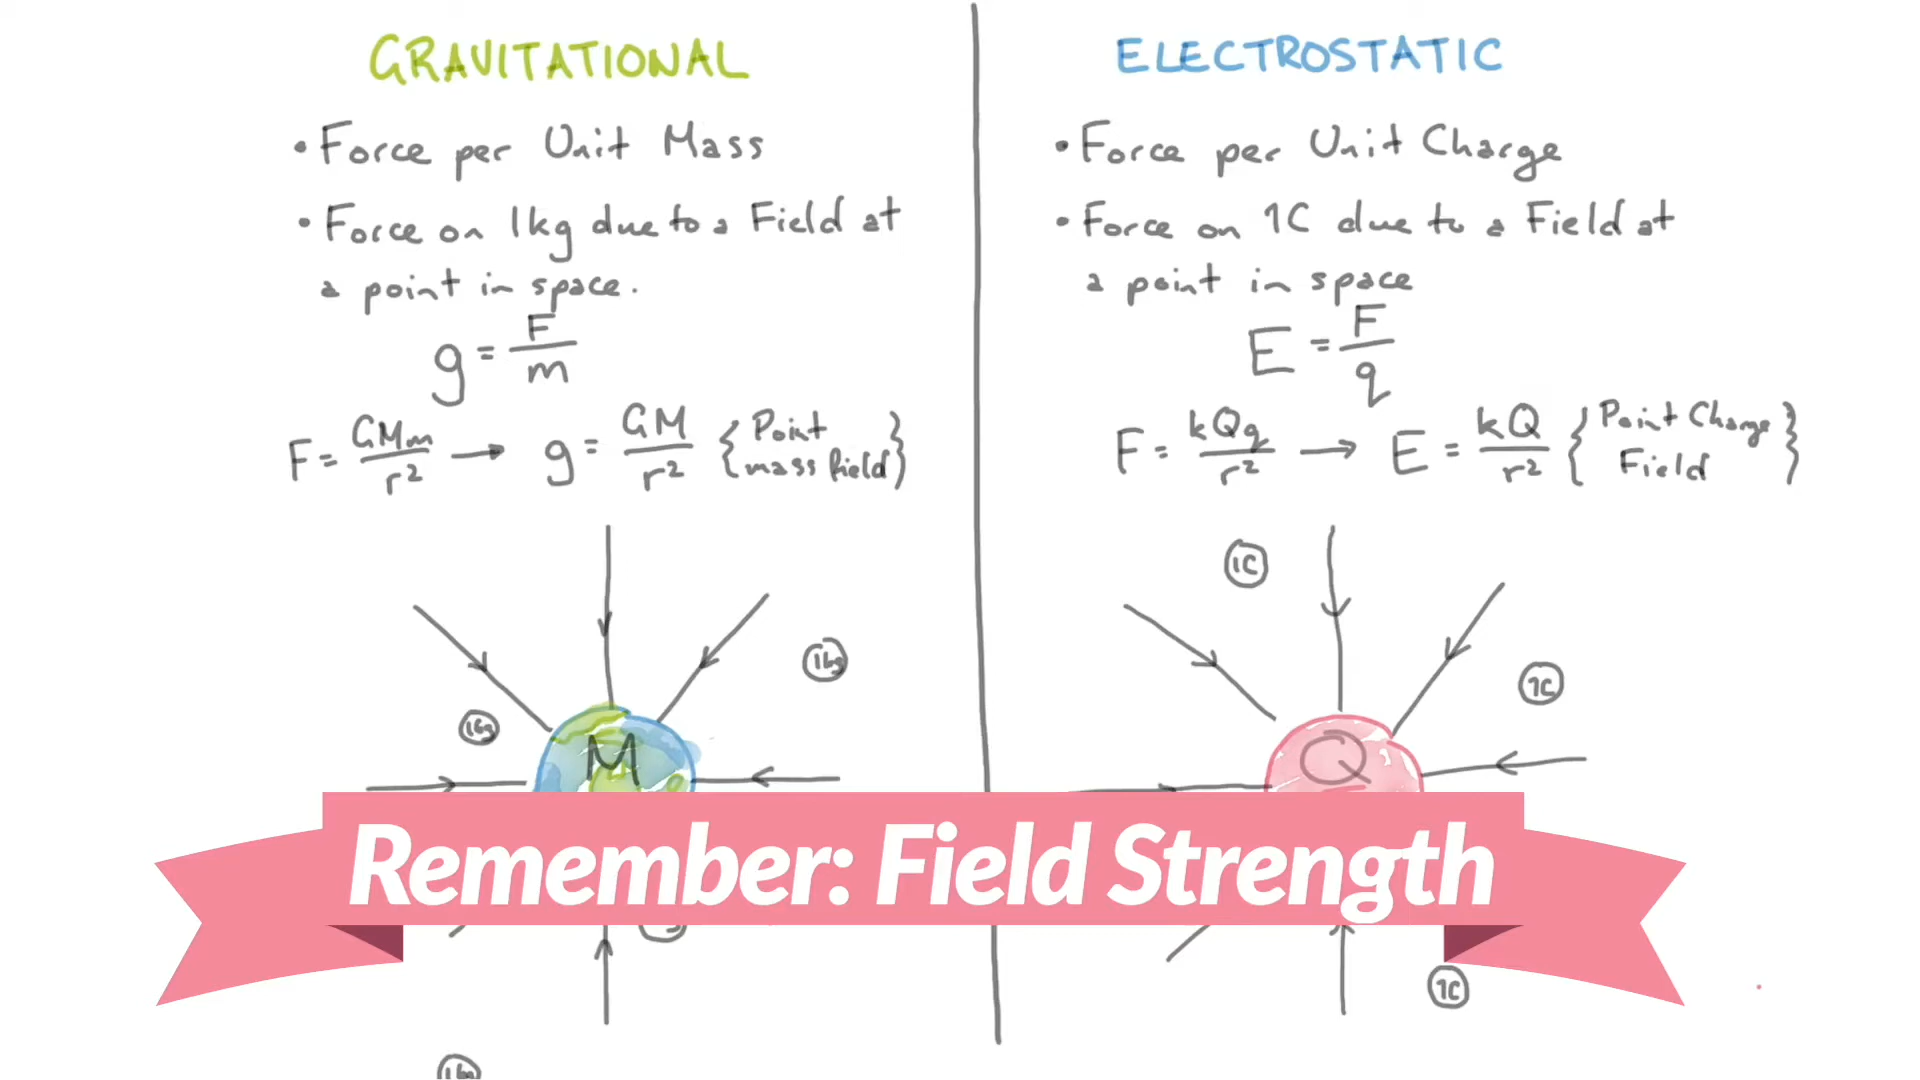 GRAVITATIONAL
• Force per Unit Mass
• Force on 1kg due to a Field at
a point in space.
g = F/m
F = GMm/r² → g = GM/r² {Point mass field}
1kg
1kg
M
ELECTROSTATIC
• Force per Unit Charge
• Force on 1C due to a Field at
a point in space
E = F/q
F = kQq/r² → E = kQ/r² {Point Charge Field}
1C
1C
Q
Remember: Field Strength
1C